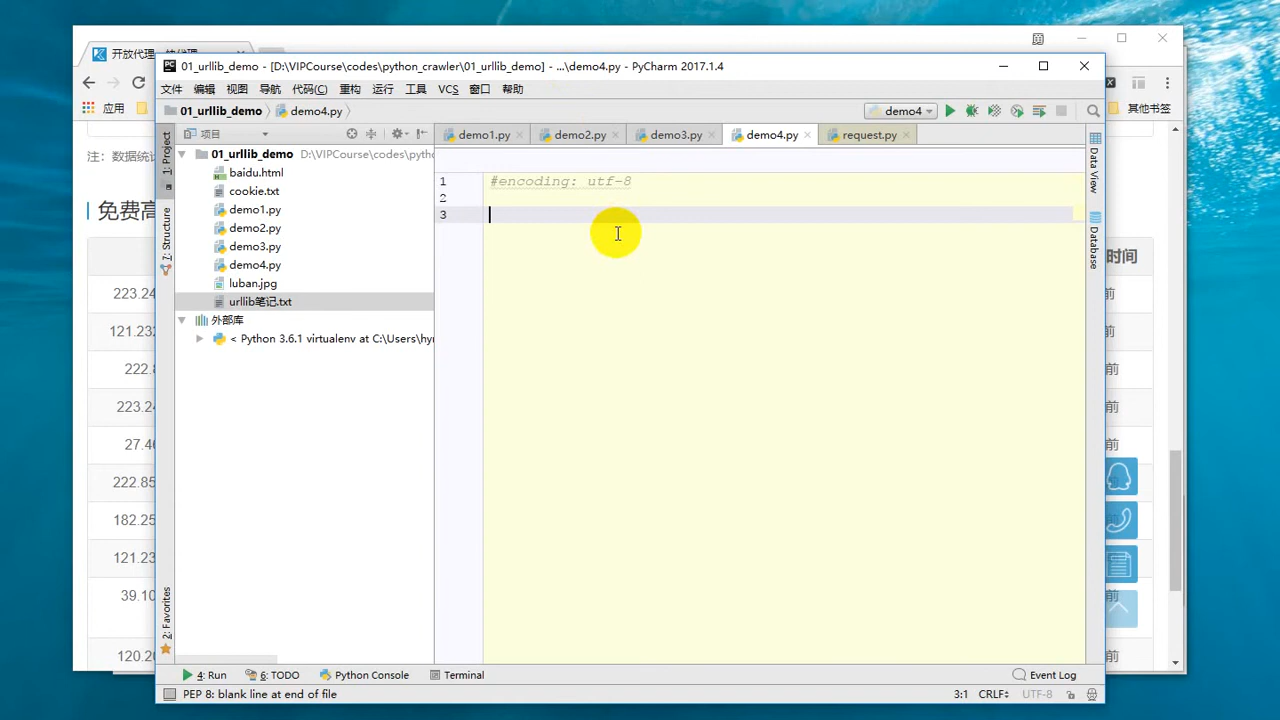 开放代理
01_urllib_demo - [D:\VIPCourse\codes\python_crawler\01_urllib_demo] - ...\demo4.py - PyCharm 2017.1.4
文件 编辑 视图 导航 代码(C) 重构 运行 工具 VCS 窗口 帮助
应用
其他书签
01_urllib_demo demo4.py
demo4
项目
demo1.py demo2.py demo3.py demo4.py request.py
1: Project
7: Structure
2: Favorites
Data View
Database
01_urllib_demo D:\VIPCourse\codes\pytho
baidu.html
cookie.txt
demo1.py
demo2.py
demo3.py
demo4.py
luban.jpg
urllib笔记.txt
外部库
< Python 3.6.1 virtualenv at C:\Users\hy
1 #encoding: utf-8
2
3
注: 数据统
免费高
时间
223.24
前
121.232
前
222.8
前
223.24
前
27.46
前
222.85
182.25
121.23
39.10
前
120.20
前
4: Run 6: TODO Python Console Terminal Event Log
PEP 8: blank line at end of file 3:1 CRLF UTF-8